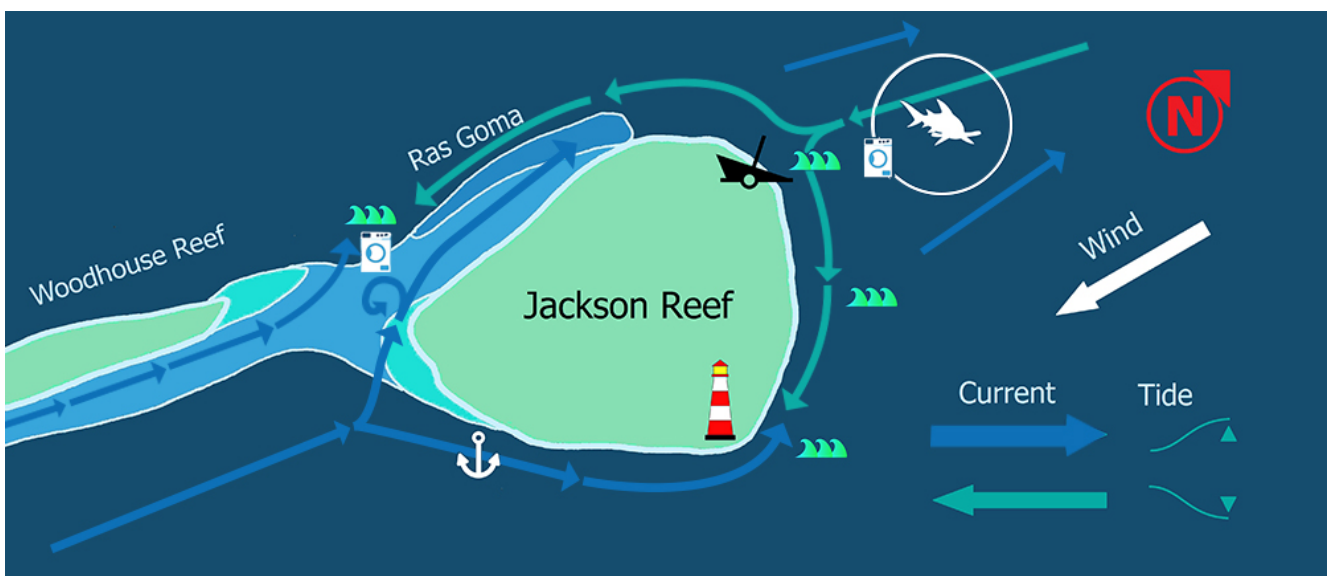 Ras Goma
N
Woodhouse Reef
Wind
Jackson Reef
Current
Tide